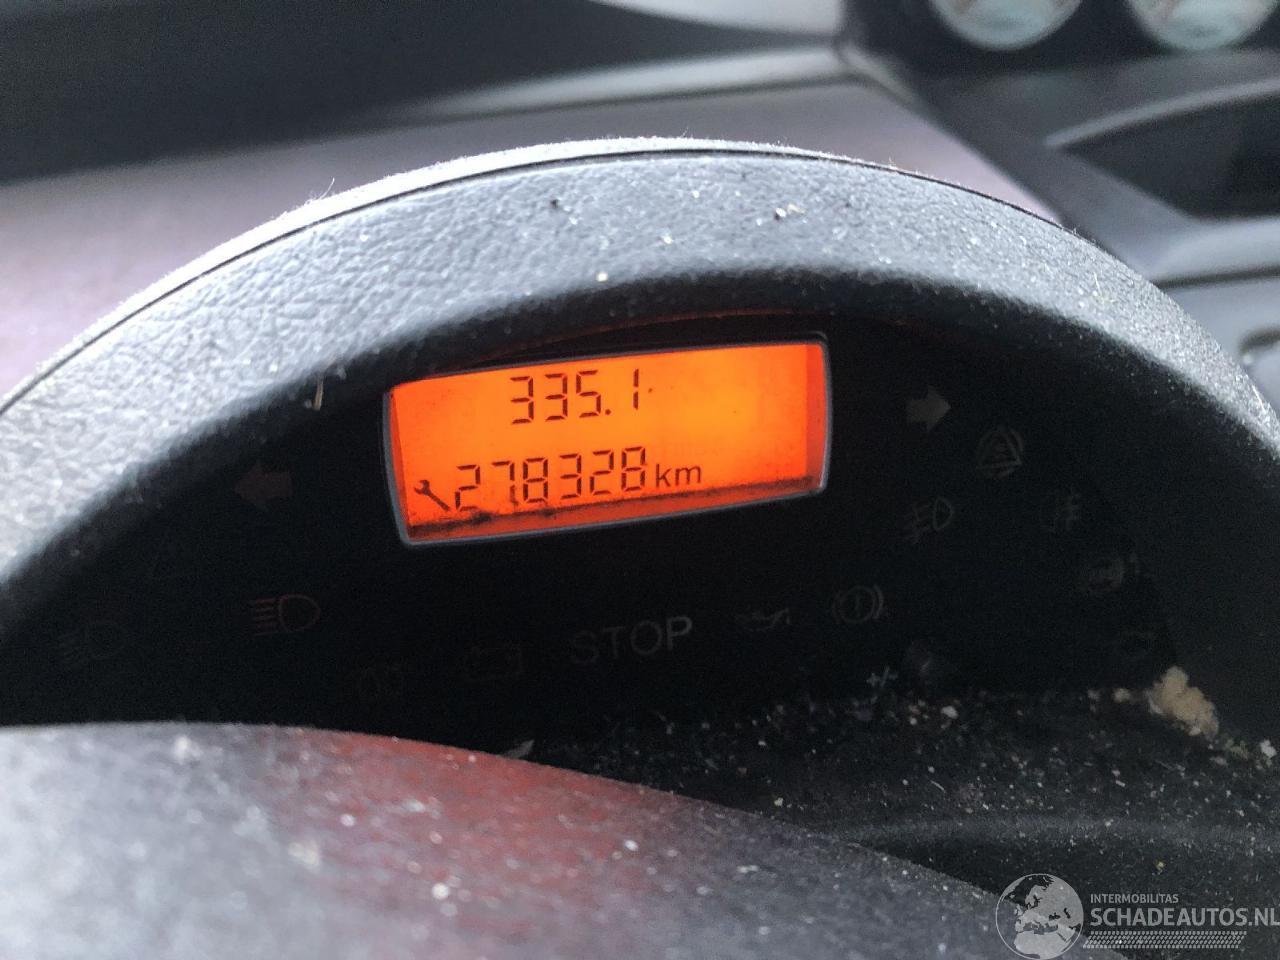 335.1
278328 km
STOP
INTERMOBILITAS
SCHADEAUTOS.NL